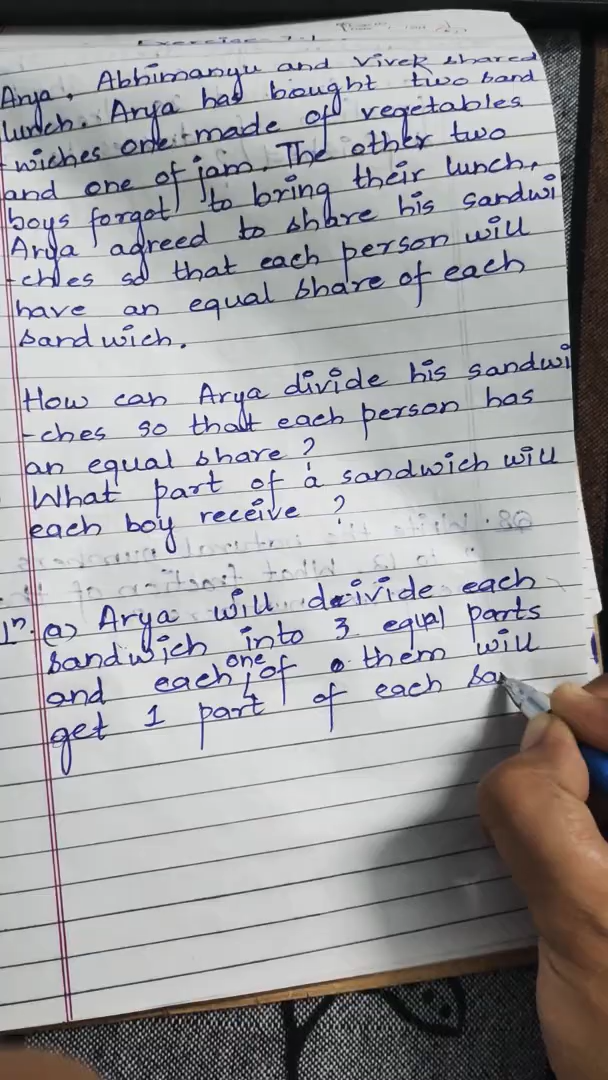 Exercise 7.1
Arya, Abhimanyu and Vivek shared
lunch. Arya has bought two sand
-wiches one made of vegetables
and one of jam. The other two
boys forgot to bring their lunch.
Arya agreed to share his sandwi
-ches so that each person will
have an equal share of each
sandwich.
How can Arya divide his sandwi
-ches so that each person has
an equal share?
What part of a sandwich will
each boy receive?
(a) Arya will deivide each
sandwich into 3 equal parts
and each one of them will
get 1 part of each sa